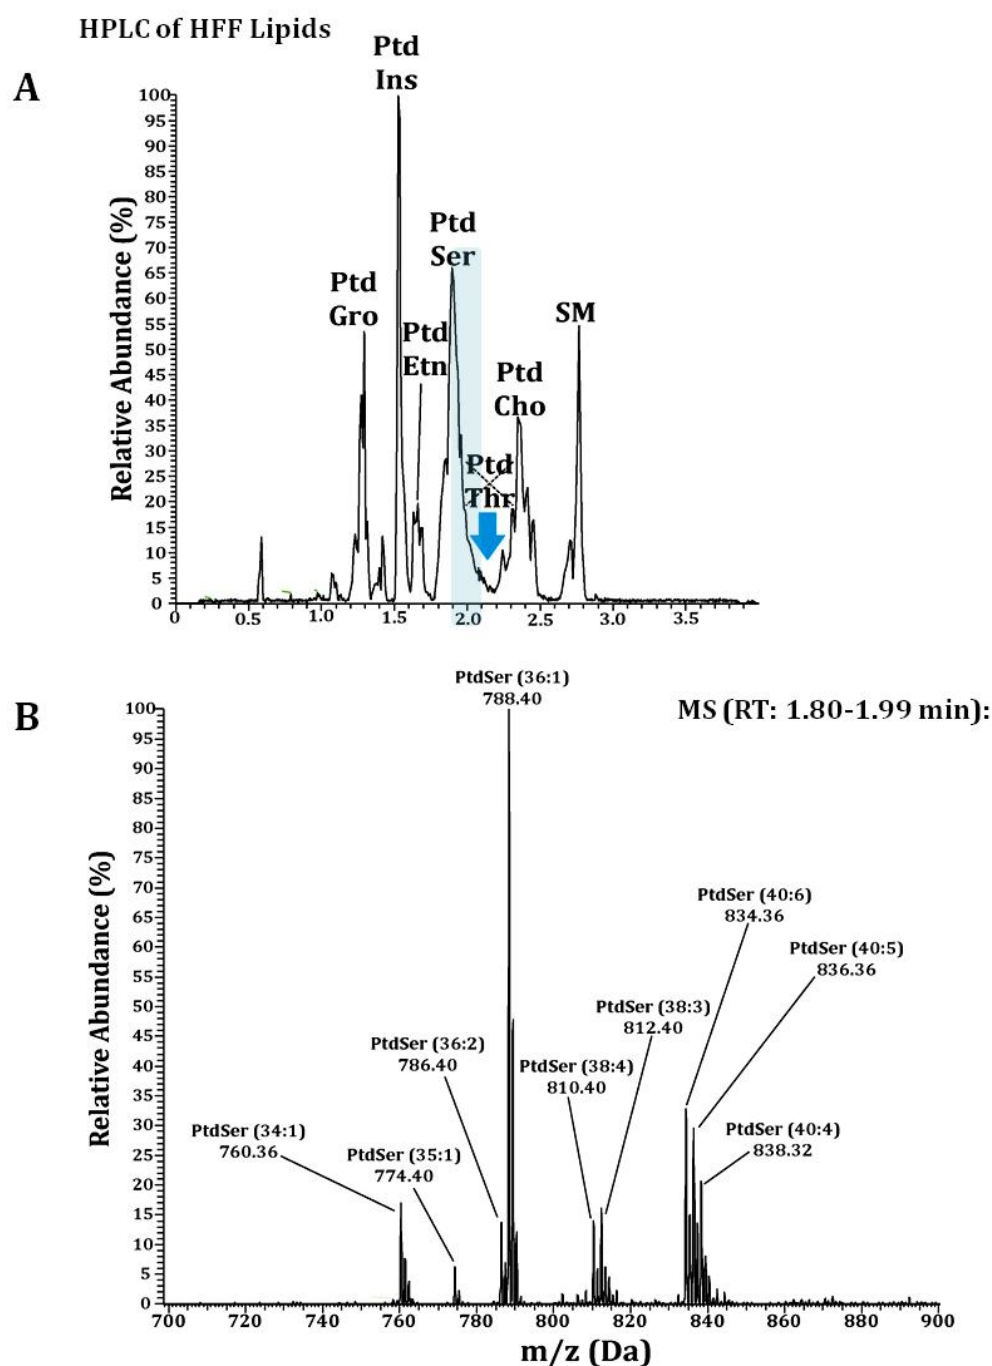 HPLC of HFF Lipids
A
Ptd
Ins
Ptd
Ser
Ptd
Gro
Ptd
Etn
SM
Ptd
Cho
Ptd
Thr
Relative Abundance (%)
100
95
90
85
80
75
70
65
60
55
50
45
40
35
30
25
20
15
10
5
0
0
0.5
1.0
1.5
2.0
2.5
3.0
3.5
B
MS (RT: 1.80-1.99 min):
PtdSer (36:1)
788.40
PtdSer (40:6)
834.36
PtdSer (40:5)
836.36
PtdSer (38:3)
812.40
PtdSer (36:2)
786.40
PtdSer (38:4)
810.40
PtdSer (34:1)
760.36
PtdSer (35:1)
774.40
PtdSer (40:4)
838.32
Relative Abundance (%)
100
95
90
85
80
75
70
65
60
55
50
45
40
35
30
25
20
15
10
5
0
700
720
740
760
780
800
820
840
860
880
900
m/z (Da)